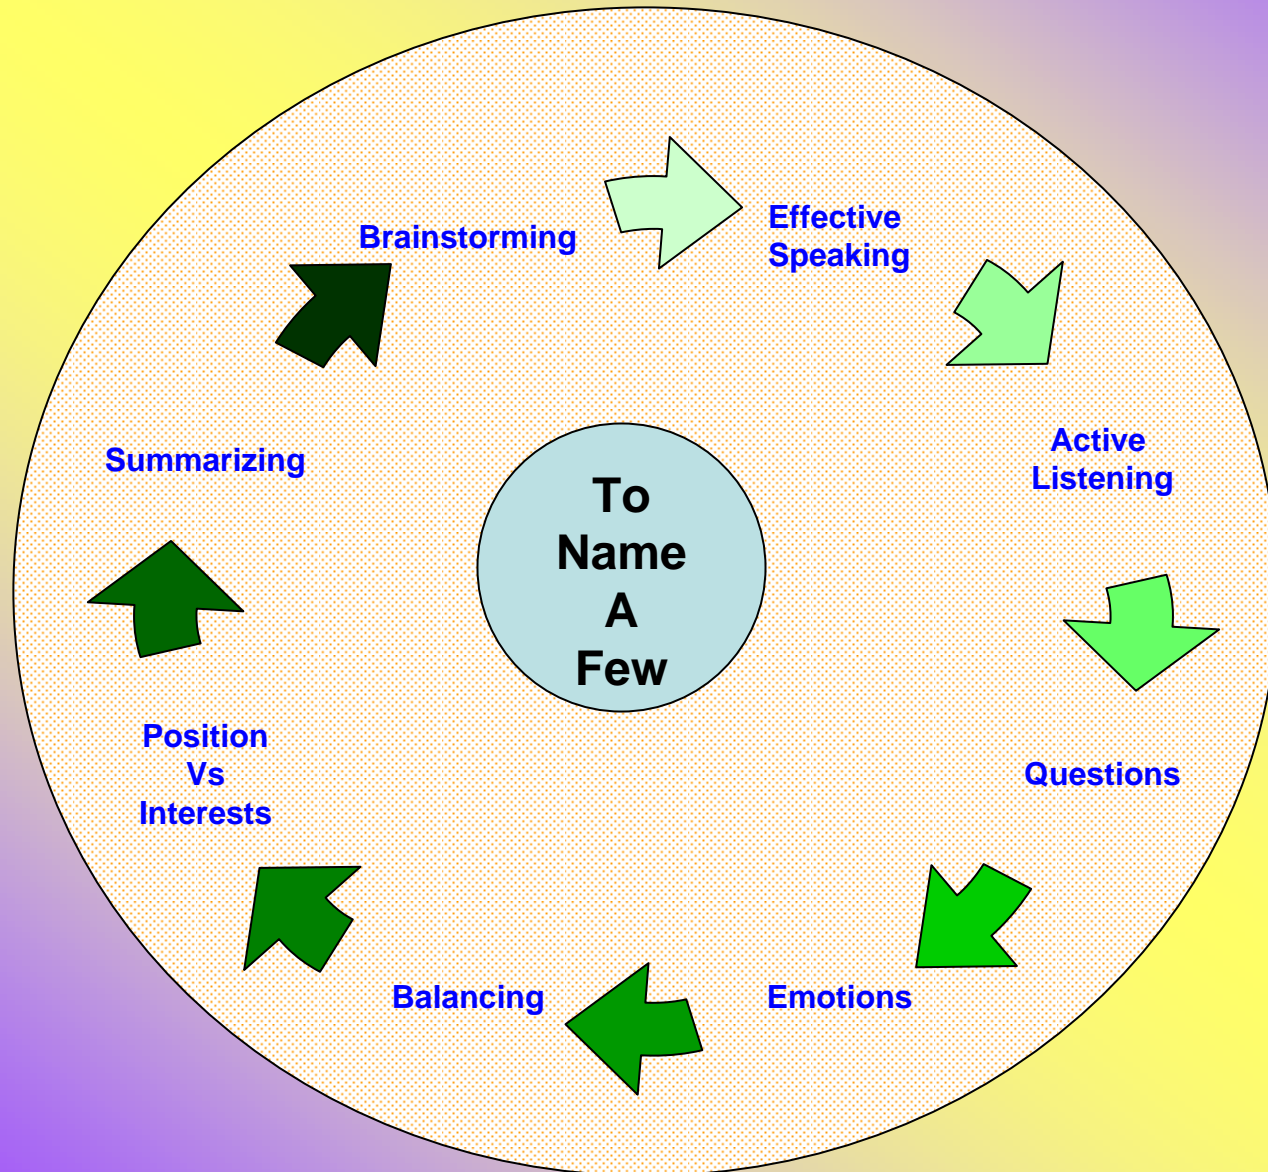 Brainstorming
Effective
Speaking
Active
Listening
Summarizing
To
Name
A
Few
Position
Vs
Interests
Questions
Balancing
Emotions